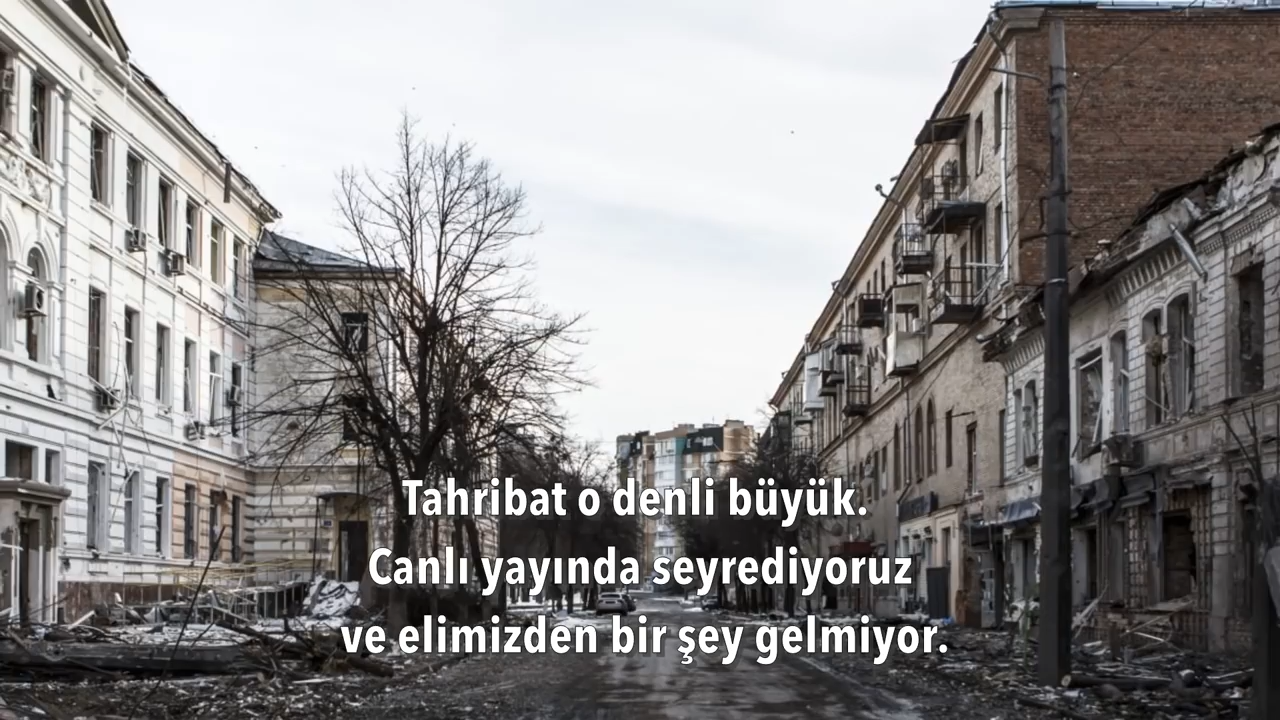 Tahribat o denli büyük.
Canlı yayında seyrediyoruz
ve elimizden bir şey gelmiyor.